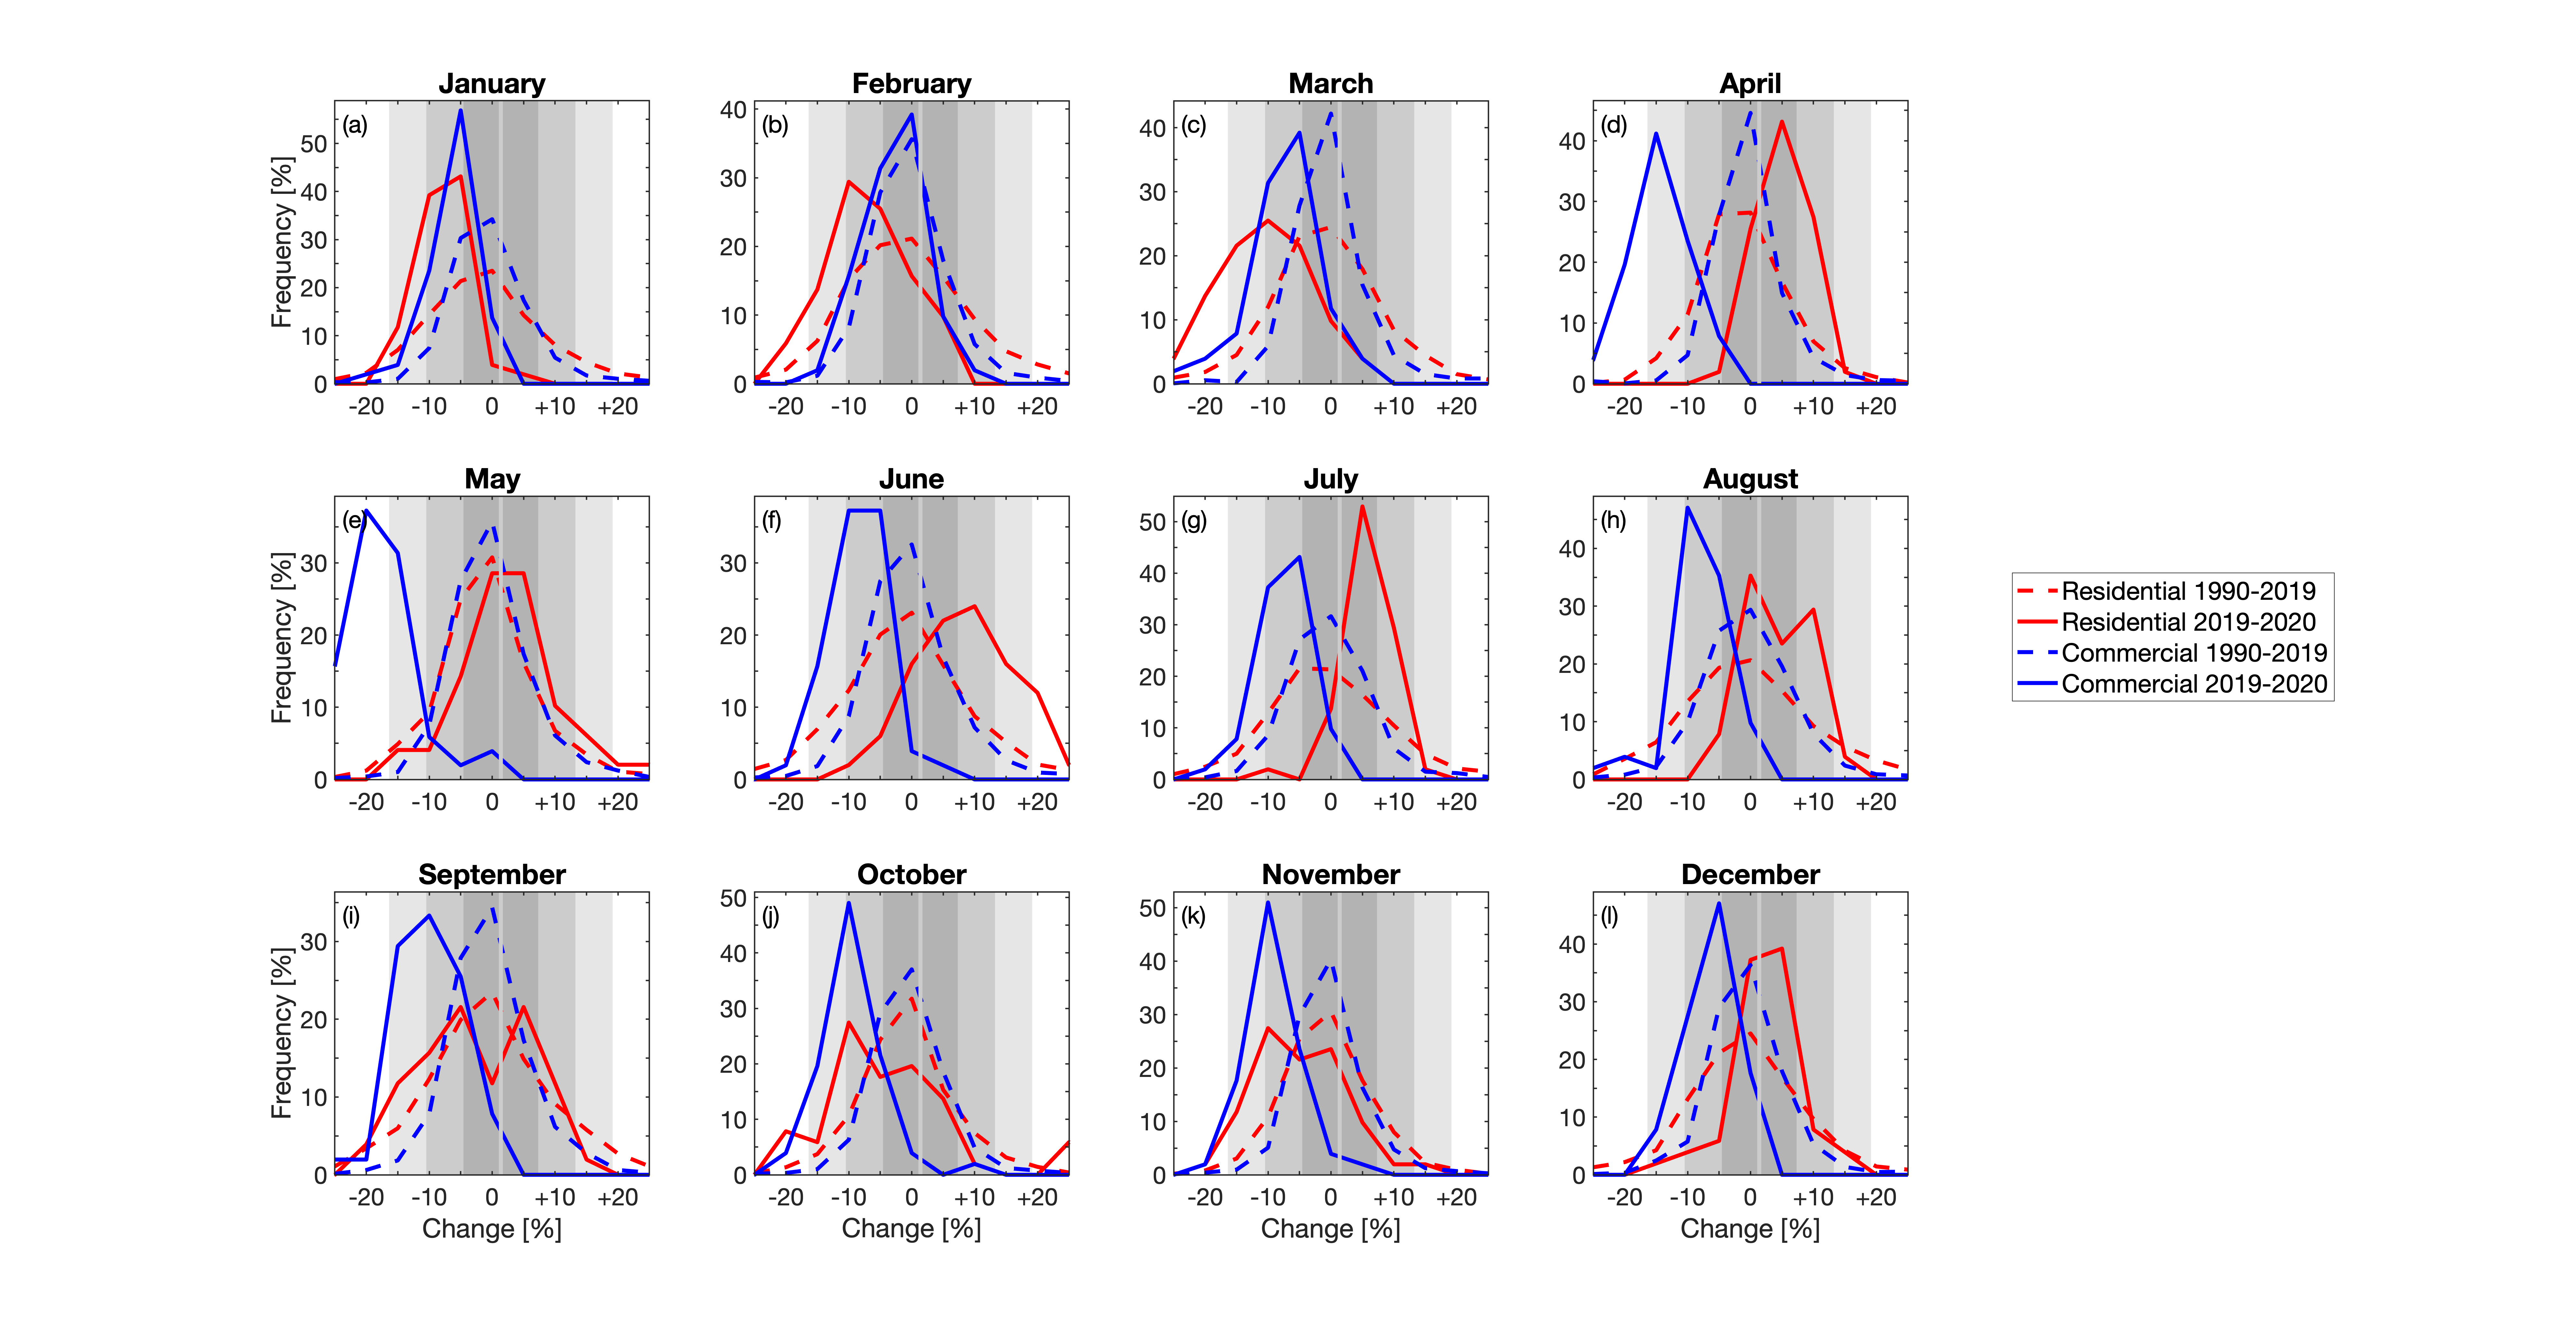 January
February
March
April
(a)
(b)
(c)
(d)
Frequency [%]
50
40
30
20
10
0
40
30
20
10
0
40
30
20
10
0
40
30
20
10
0
-20 -10 0 +10 +20
-20 -10 0 +10 +20
-20 -10 0 +10 +20
-20 -10 0 +10 +20
May
June
July
August
(e)
(f)
(g)
(h)
Frequency [%]
30
20
10
0
30
20
10
0
50
40
30
20
10
0
40
30
20
10
0
-20 -10 0 +10 +20
-20 -10 0 +10 +20
-20 -10 0 +10 +20
-20 -10 0 +10 +20
Residential 1990-2019
Residential 2019-2020
Commercial 1990-2019
Commercial 2019-2020
September
October
November
December
(i)
(j)
(k)
(l)
Frequency [%]
30
20
10
0
50
40
30
20
10
0
50
40
30
20
10
0
40
30
20
10
0
-20 -10 0 +10 +20
-20 -10 0 +10 +20
-20 -10 0 +10 +20
-20 -10 0 +10 +20
Change [%]
Change [%]
Change [%]
Change [%]